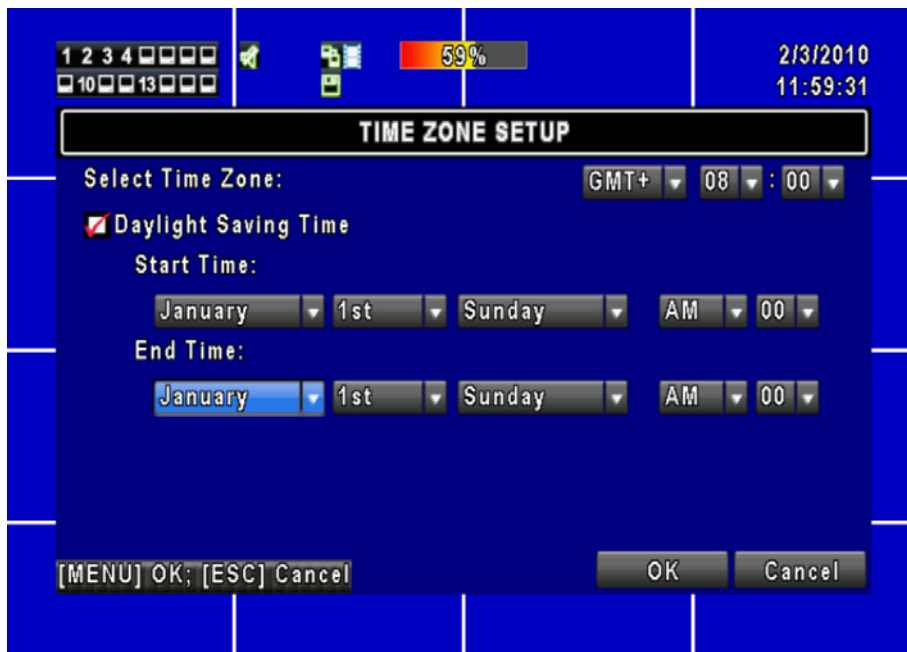 1 2 3 4
59%
2/3/2010
10 13
11:59:31
TIME ZONE SETUP
Select Time Zone: GMT+ 08 : 00
Daylight Saving Time
Start Time:
January 1st Sunday AM 00
End Time:
January 1st Sunday AM 00
[MENU] OK; [ESC] Cancel OK Cancel